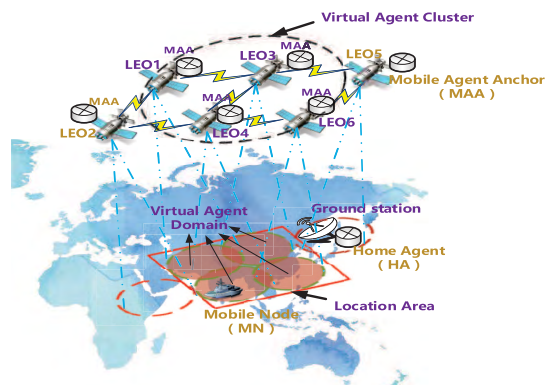 Virtual Agent Cluster
MAA
LEO1
LEO3
MAA
LEO5
Mobile Agent Anchor
( MAA )
MAA
LEO2
MAA
LEO4
MAA
LEO6
Virtual Agent
Domain
Ground station
Home Agent
( HA )
Location Area
Mobile Node
( MN )